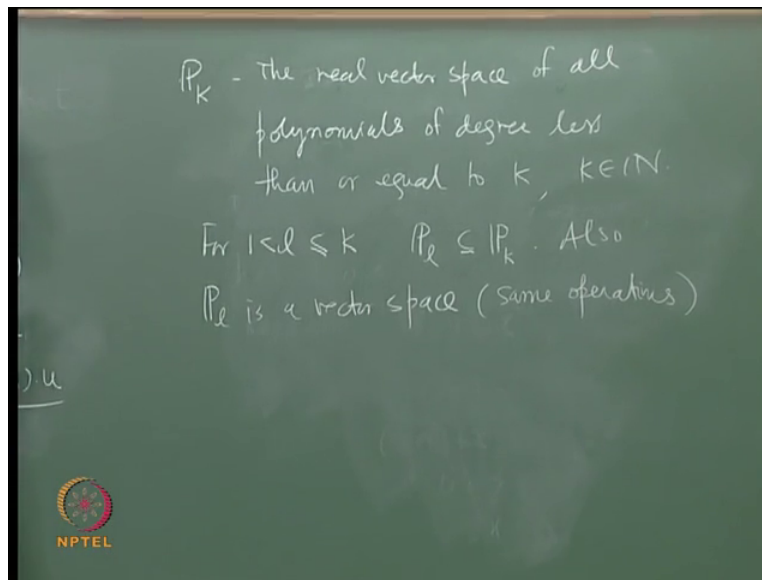 ℙ_K - The real vector space of all
polynomials of degree less
than or equal to K, K∈ℕ.
For 1<l≤K ℙ_l ⊆ ℙ_K. Also
ℙ_l is a vector space (same operations)
).u
NPTEL